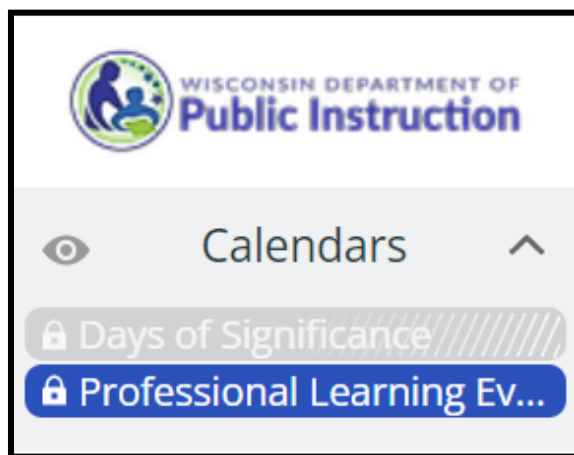 WISCONSIN DEPARTMENT OF
Public Instruction
Calendars
Days of Significance
Professional Learning Ev...